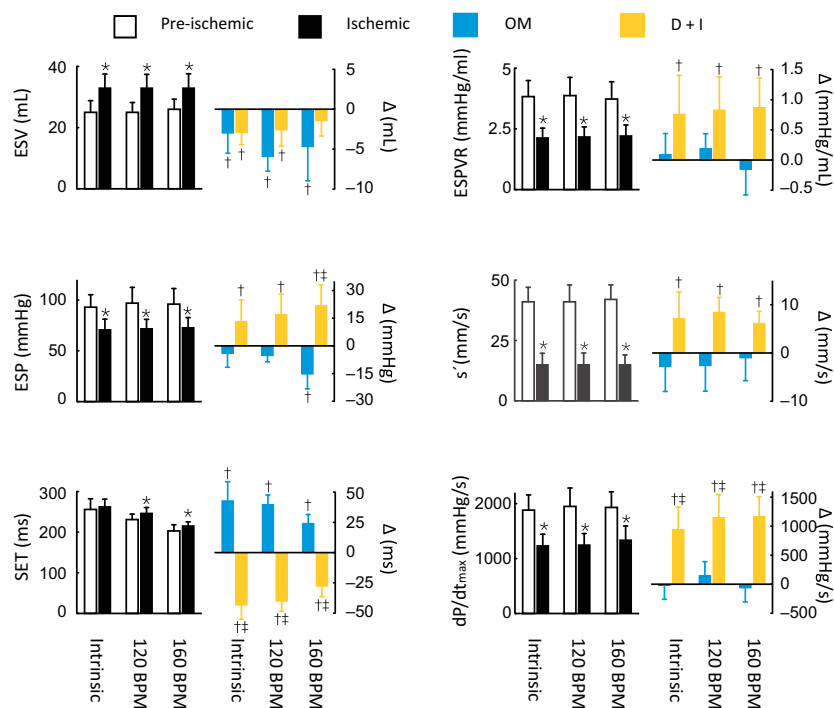 Pre-ischemic Ischemic OM D + I
ESV (mL)
60
40
20
0
* * *
5
0
−5
−10
Δ (mL)
† † † † †
ESPVR (mmHg/ml)
5
2.5
0
* * *
1.5
1.0
0.5
0.0
−0.5
Δ (mmHg/mL)
† † †
ESP (mmHg)
100
50
0
* * *
30
15
0
−15
−30
Δ (mmHg)
† † †‡
†
s′(mm/s)
50
25
0
* * *
10
0
−10
Δ (mm/s)
† † †
SET (ms)
300
200
100
0
* *
50
25
0
−25
−50
Δ (ms)
† † †
†‡ †‡ †‡
dP/dtmax (mmHg/s)
2000
1000
0
* * *
1500
1000
500
0
−500
Δ (mmHg/s)
†‡ †‡ †‡
Intrinsic 120 BPM 160 BPM Intrinsic 120 BPM 160 BPM Intrinsic 120 BPM 160 BPM Intrinsic 120 BPM 160 BPM